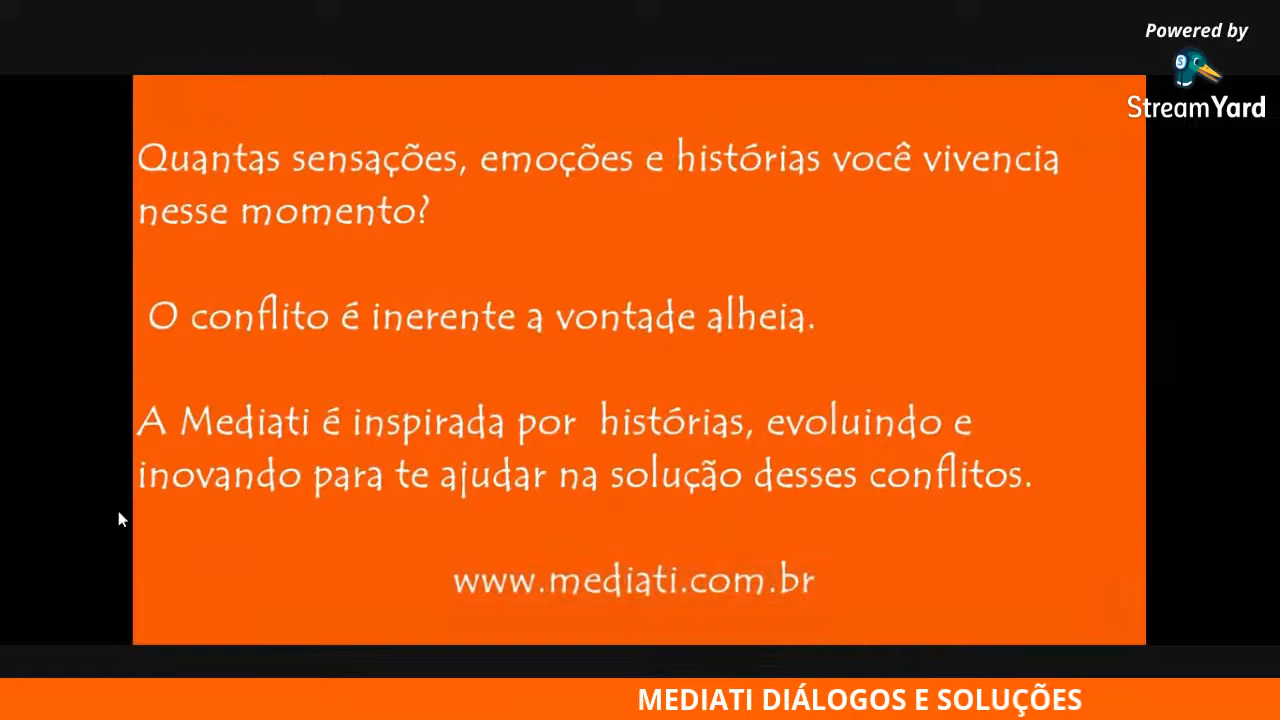 Powered by
StreamYard
Quantas sensações, emoções e histórias você vivencia
nesse momento?
O conflito é inerente a vontade alheia.
A Mediati é inspirada por histórias, evoluindo e
inovando para te ajudar na solução desses conflitos.
www.mediati.com.br
MEDIATI DIÁLOGOS E SOLUÇÕES